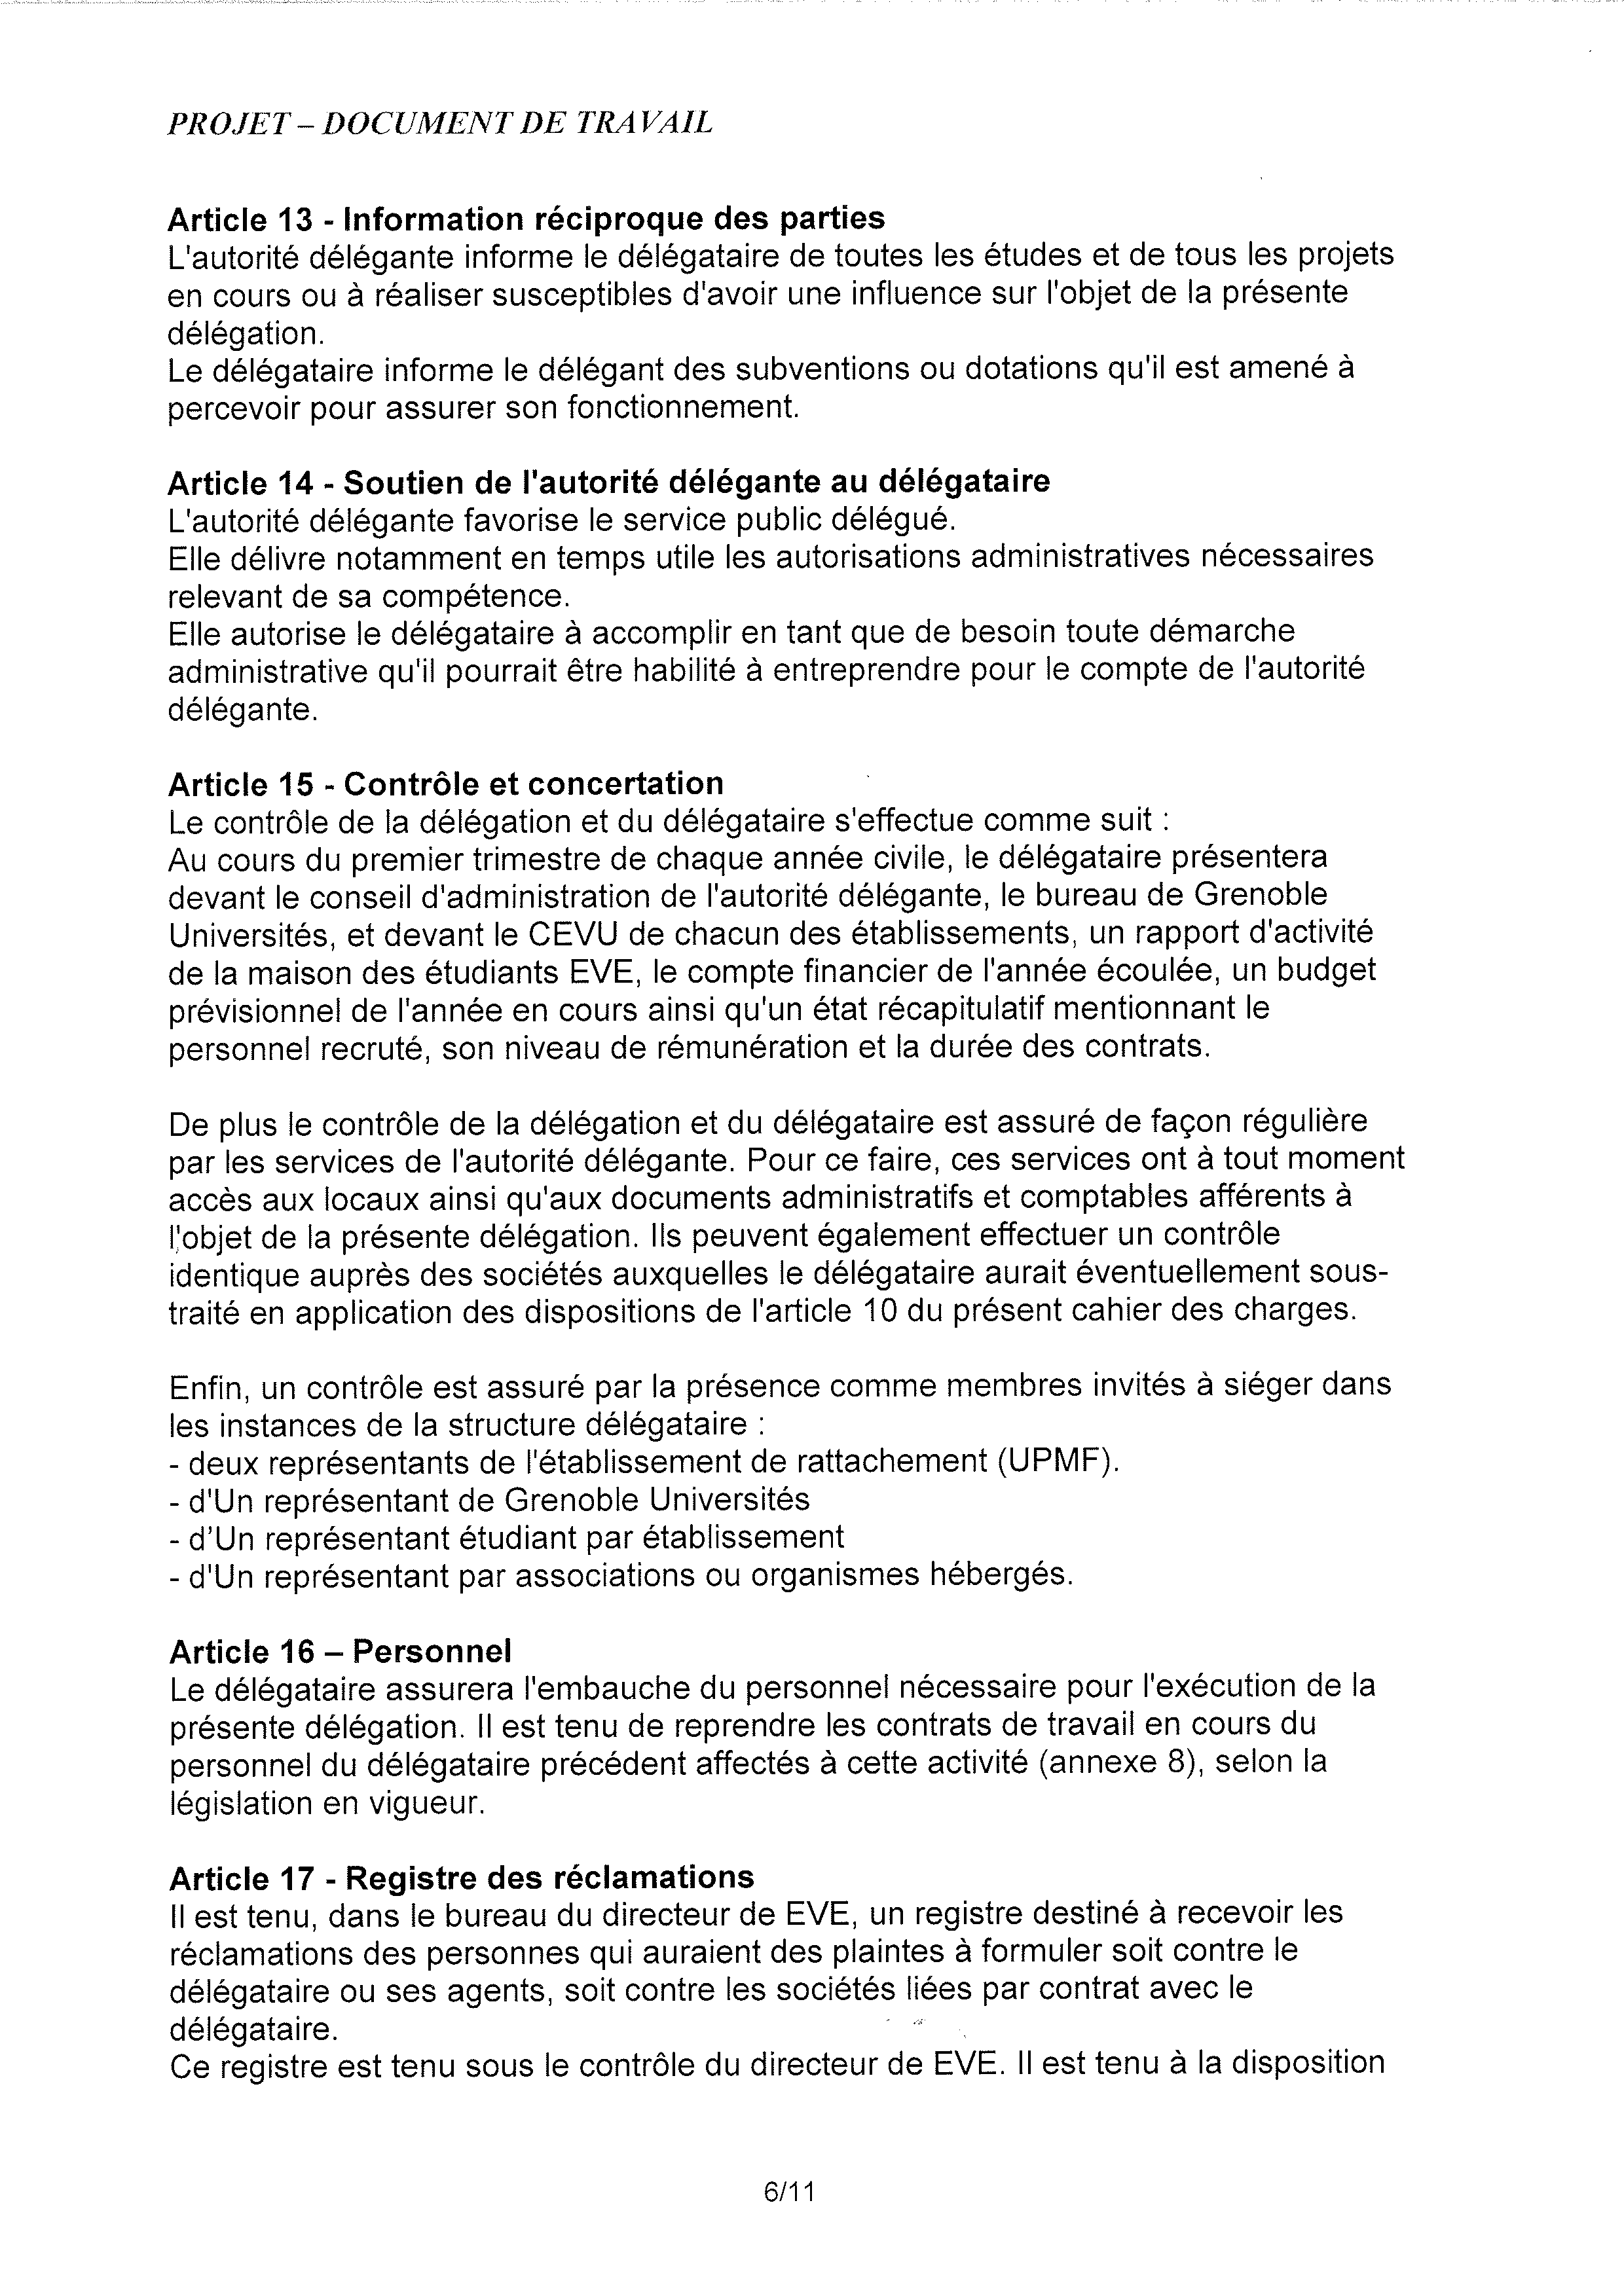 PROJET – DOCUMENT DE TRAVAIL
Article 13 - Information réciproque des parties
L'autorité délégante informe le délégataire de toutes les études et de tous les projets
en cours ou à réaliser susceptibles d'avoir une influence sur l'objet de la présente
délégation.
Le délégataire informe le délégant des subventions ou dotations qu'il est amené à
percevoir pour assurer son fonctionnement.
Article 14 - Soutien de l'autorité délégante au délégataire
L'autorité délégante favorise le service public délégué.
Elle délivre notamment en temps utile les autorisations administratives nécessaires
relevant de sa compétence.
Elle autorise le délégataire à accomplir en tant que de besoin toute démarche
administrative qu'il pourrait être habilité à entreprendre pour le compte de l'autorité
délégante.
Article 15 - Contrôle et concertation
Le contrôle de la délégation et du délégataire s'effectue comme suit :
Au cours du premier trimestre de chaque année civile, le délégataire présentera
devant le conseil d'administration de l'autorité délégante, le bureau de Grenoble
Universités, et devant le CEVU de chacun des établissements, un rapport d'activité
de la maison des étudiants EVE, le compte financier de l'année écoulée, un budget
prévisionnel de l'année en cours ainsi qu'un état récapitulatif mentionnant le
personnel recruté, son niveau de rémunération et la durée des contrats.
De plus le contrôle de la délégation et du délégataire est assuré de façon régulière
par les services de l'autorité délégante. Pour ce faire, ces services ont à tout moment
accès aux locaux ainsi qu'aux documents administratifs et comptables afférents à
l'objet de la présente délégation. Ils peuvent également effectuer un contrôle
identique auprès des sociétés auxquelles le délégataire aurait éventuellement sous-
traité en application des dispositions de l'article 10 du présent cahier des charges.
Enfin, un contrôle est assuré par la présence comme membres invités à siéger dans
les instances de la structure délégataire :
- deux représentants de l'établissement de rattachement (UPMF).
- d'Un représentant de Grenoble Universités
- d’Un représentant étudiant par établissement
- d'Un représentant par associations ou organismes hébergés.
Article 16 – Personnel
Le délégataire assurera l'embauche du personnel nécessaire pour l'exécution de la
présente délégation. Il est tenu de reprendre les contrats de travail en cours du
personnel du délégataire précédent affectés à cette activité (annexe 8), selon la
législation en vigueur.
Article 17 - Registre des réclamations
Il est tenu, dans le bureau du directeur de EVE, un registre destiné à recevoir les
réclamations des personnes qui auraient des plaintes à formuler soit contre le
délégataire ou ses agents, soit contre les sociétés liées par contrat avec le
délégataire.
Ce registre est tenu sous le contrôle du directeur de EVE. Il est tenu à la disposition
6/11